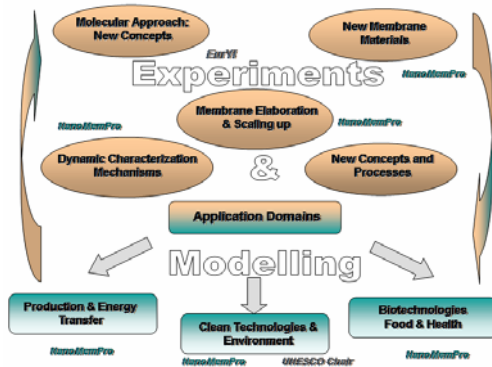 Molecular Approach:
New Concepts
New Membrane
Materials
EurYI
Experiments
NanoMemPro
Membrane Elaboration
& Scaling up
NanoMemPro
NanoMemPro
Dynamic Characterization
Mechanisms
&
New Concepts and
Processes
Application Domains
Modelling
Production & Energy
Transfer
Clean Technologies &
Environment
Biotechnologies
Food & Health
NanoMemPro
NanoMemPro
UNESCO Chair
NanoMemPro